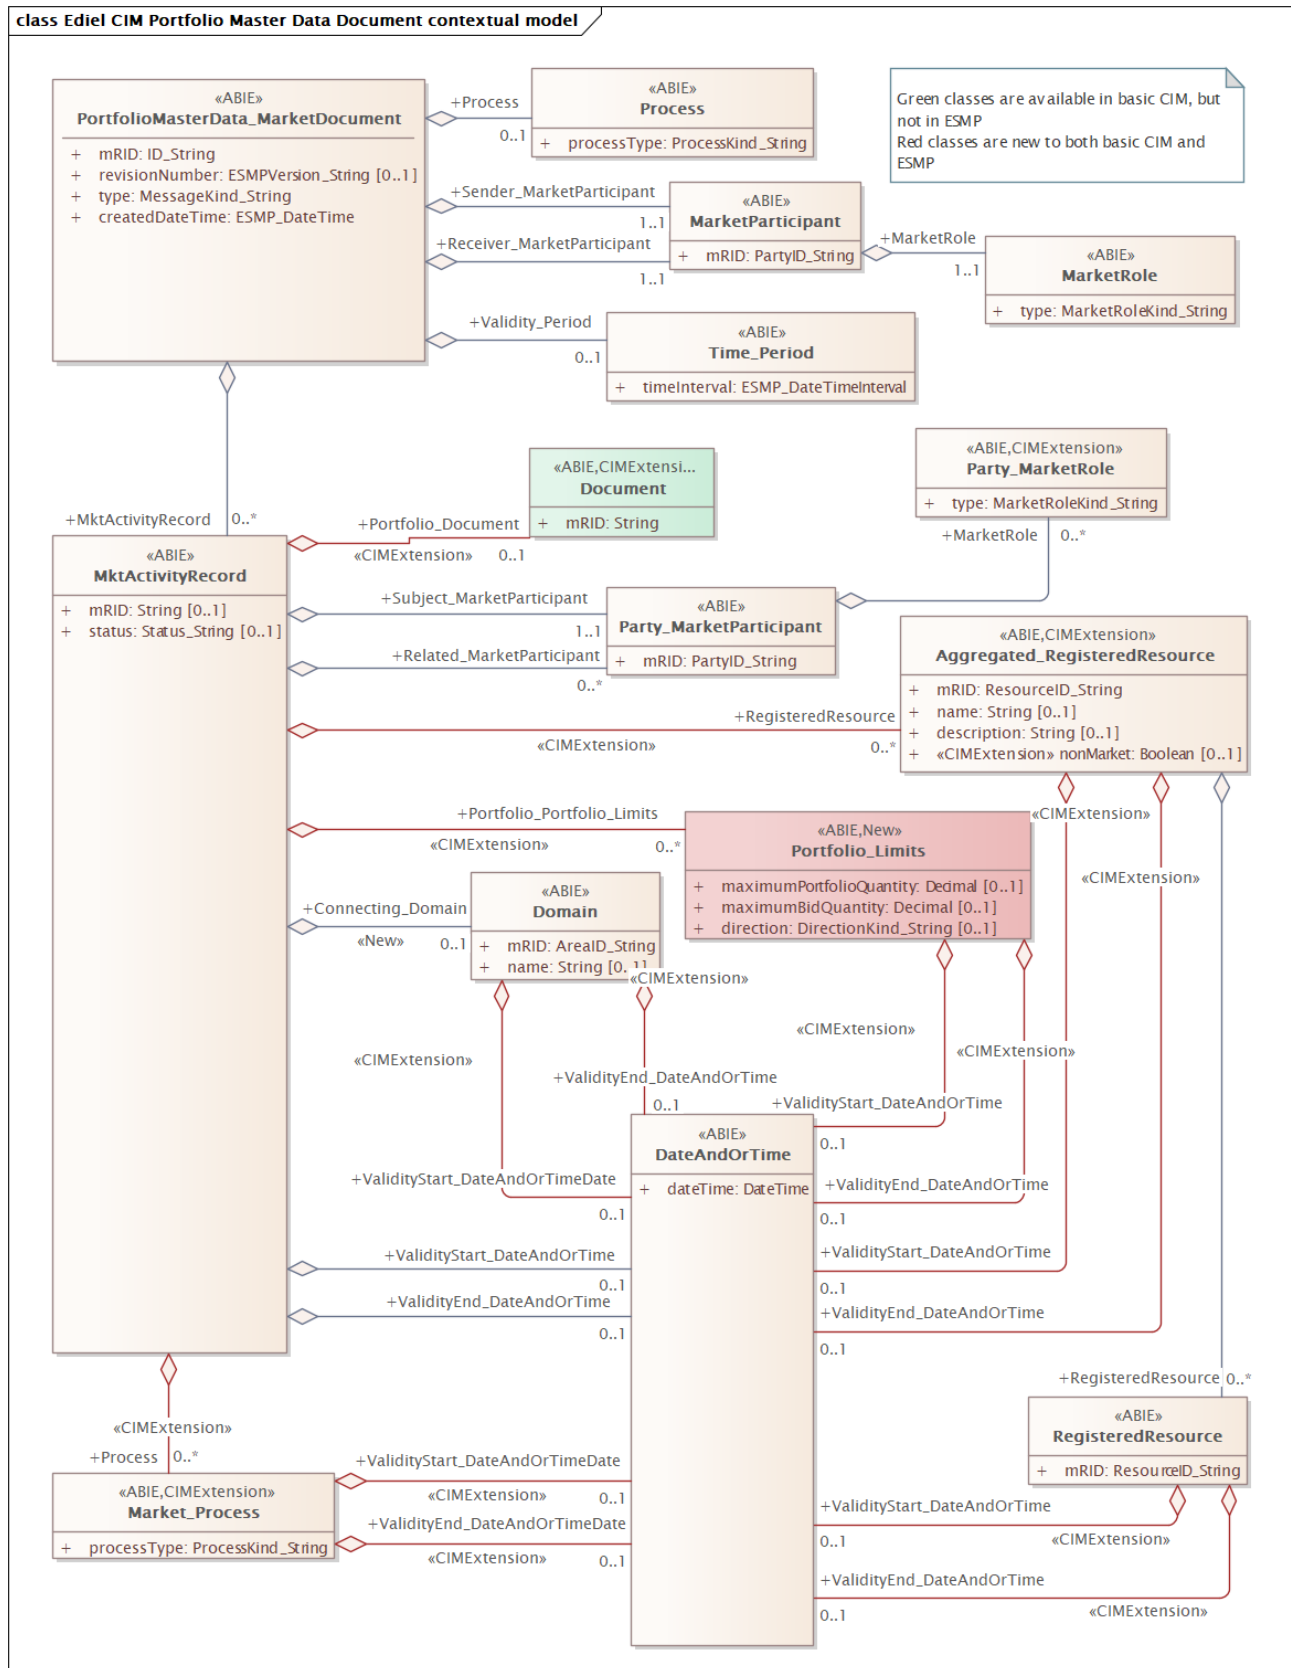 class Ediel CIM Portfolio Master Data Document contextual model
«ABIE»
PortfolioMasterData_MarketDocument
+ mRID: ID_String
+ revisionNumber: ESMPVersion_String [0..1]
+ type: MessageKind_String
+ createdDateTime: ESMP_DateTime
+Process
0..1
«ABIE»
Process
+ processType: ProcessKind_String
Green classes are available in basic CIM, but
not in ESMP
Red classes are new to both basic CIM and
ESMP
+Sender_MarketParticipant
1..1
+Receiver_MarketParticipant
1..1
«ABIE»
MarketParticipant
+ mRID: PartyID_String
+MarketRole
1..1
«ABIE»
MarketRole
+ type: MarketRoleKind_String
+Validity_Period
0..1
«ABIE»
Time_Period
+ timeInterval: ESMP_DateTimeInterval
+MktActivityRecord
0..*
«ABIE»
MktActivityRecord
+ mRID: String [0..1]
+ status: Status_String [0..1]
+Portfolio_Document
«CIMExtension»
0..1
«ABIE,CIMExtensi...
Document
+ mRID: String
«ABIE,CIMExtension»
Party_MarketRole
+ type: MarketRoleKind_String
+MarketRole
0..*
+Subject_MarketParticipant
1..1
+Related_MarketParticipant
0..*
«ABIE»
Party_MarketParticipant
+ mRID: PartyID_String
«ABIE,CIMExtension»
Aggregated_RegisteredResource
+ mRID: ResourceID_String
+ name: String [0..1]
+ description: String [0..1]
+ «CIMExtension» nonMarket: Boolean [0..1]
+RegisteredResource
«CIMExtension»
0..*
+Portfolio_Portfolio_Limits
«CIMExtension»
0..*
«ABIE,New»
Portfolio_Limits
+ maximumPortfolioQuantity: Decimal [0..1]
+ maximumBidQuantity: Decimal [0..1]
+ direction: DirectionKind_String [0..1]
«CIMExtension»
«CIMExtension»
+Connecting_Domain
«New»
0..1
«ABIE»
Domain
+ mRID: AreaID_String
+ name: String [0..1]
«CIMExtension»
«CIMExtension»
«CIMExtension»
«CIMExtension»
+ValidityEnd_DateAndOrTime
0..1
+ValidityStart_DateAndOrTime
0..1
«ABIE»
DateAndOrTime
+ dateTime: DateTime
+ValidityStart_DateAndOrTimeDate
0..1
+ValidityEnd_DateAndOrTime
0..1
+ValidityStart_DateAndOrTime
0..1
+ValidityStart_DateAndOrTime
0..1
+ValidityEnd_DateAndOrTime
0..1
+ValidityEnd_DateAndOrTime
0..1
+RegisteredResource
0..*
«ABIE»
RegisteredResource
+ mRID: ResourceID_String
«CIMExtension»
+Process
0..*
«ABIE,CIMExtension»
Market_Process
+ processType: ProcessKind_String
+ValidityStart_DateAndOrTimeDate
«CIMExtension»
0..1
+ValidityEnd_DateAndOrTimeDate
«CIMExtension»
0..1
+ValidityStart_DateAndOrTime
0..1
«CIMExtension»
+ValidityEnd_DateAndOrTime
0..1
«CIMExtension»